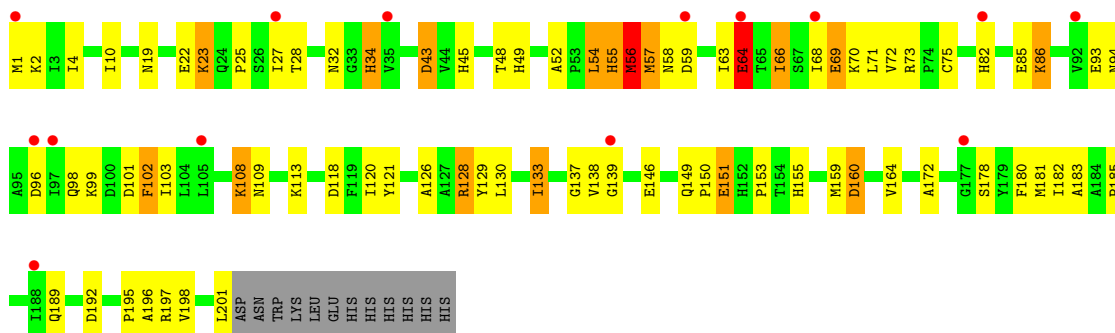 M1 K2 I3 I4 I10 N19 E22 K23 Q24 P25 S26 I27 T28 N32 G33 H34 V35 D43 V44 H45 T48 H49 A52 P53 L54 H55 M56 M57 N58 D59 I63 E64 T65 I66 S67 I68 E69 K70 L71 V72 R73 P74 C75 H82 E85 K86 V92 E93 N94
A95 D96 I97 Q98 K99 D100 D101 F102 I103 L104 L105 K108 N109 K113 D118 F119 I120 Y121 A126 A127 R128 Y129 L130 I133 G137 V138 G139 E146 Q149 P150 E151 H152 P153 T154 H155 M159 D160 V164 A172 G177 S178 Y179 F180 M181 I182 A183 A184
I188 Q189 D192 P195 A196 R197 V198 L201 ASP ASN TRP LYS LEU GLU HIS HIS HIS HIS HIS HIS